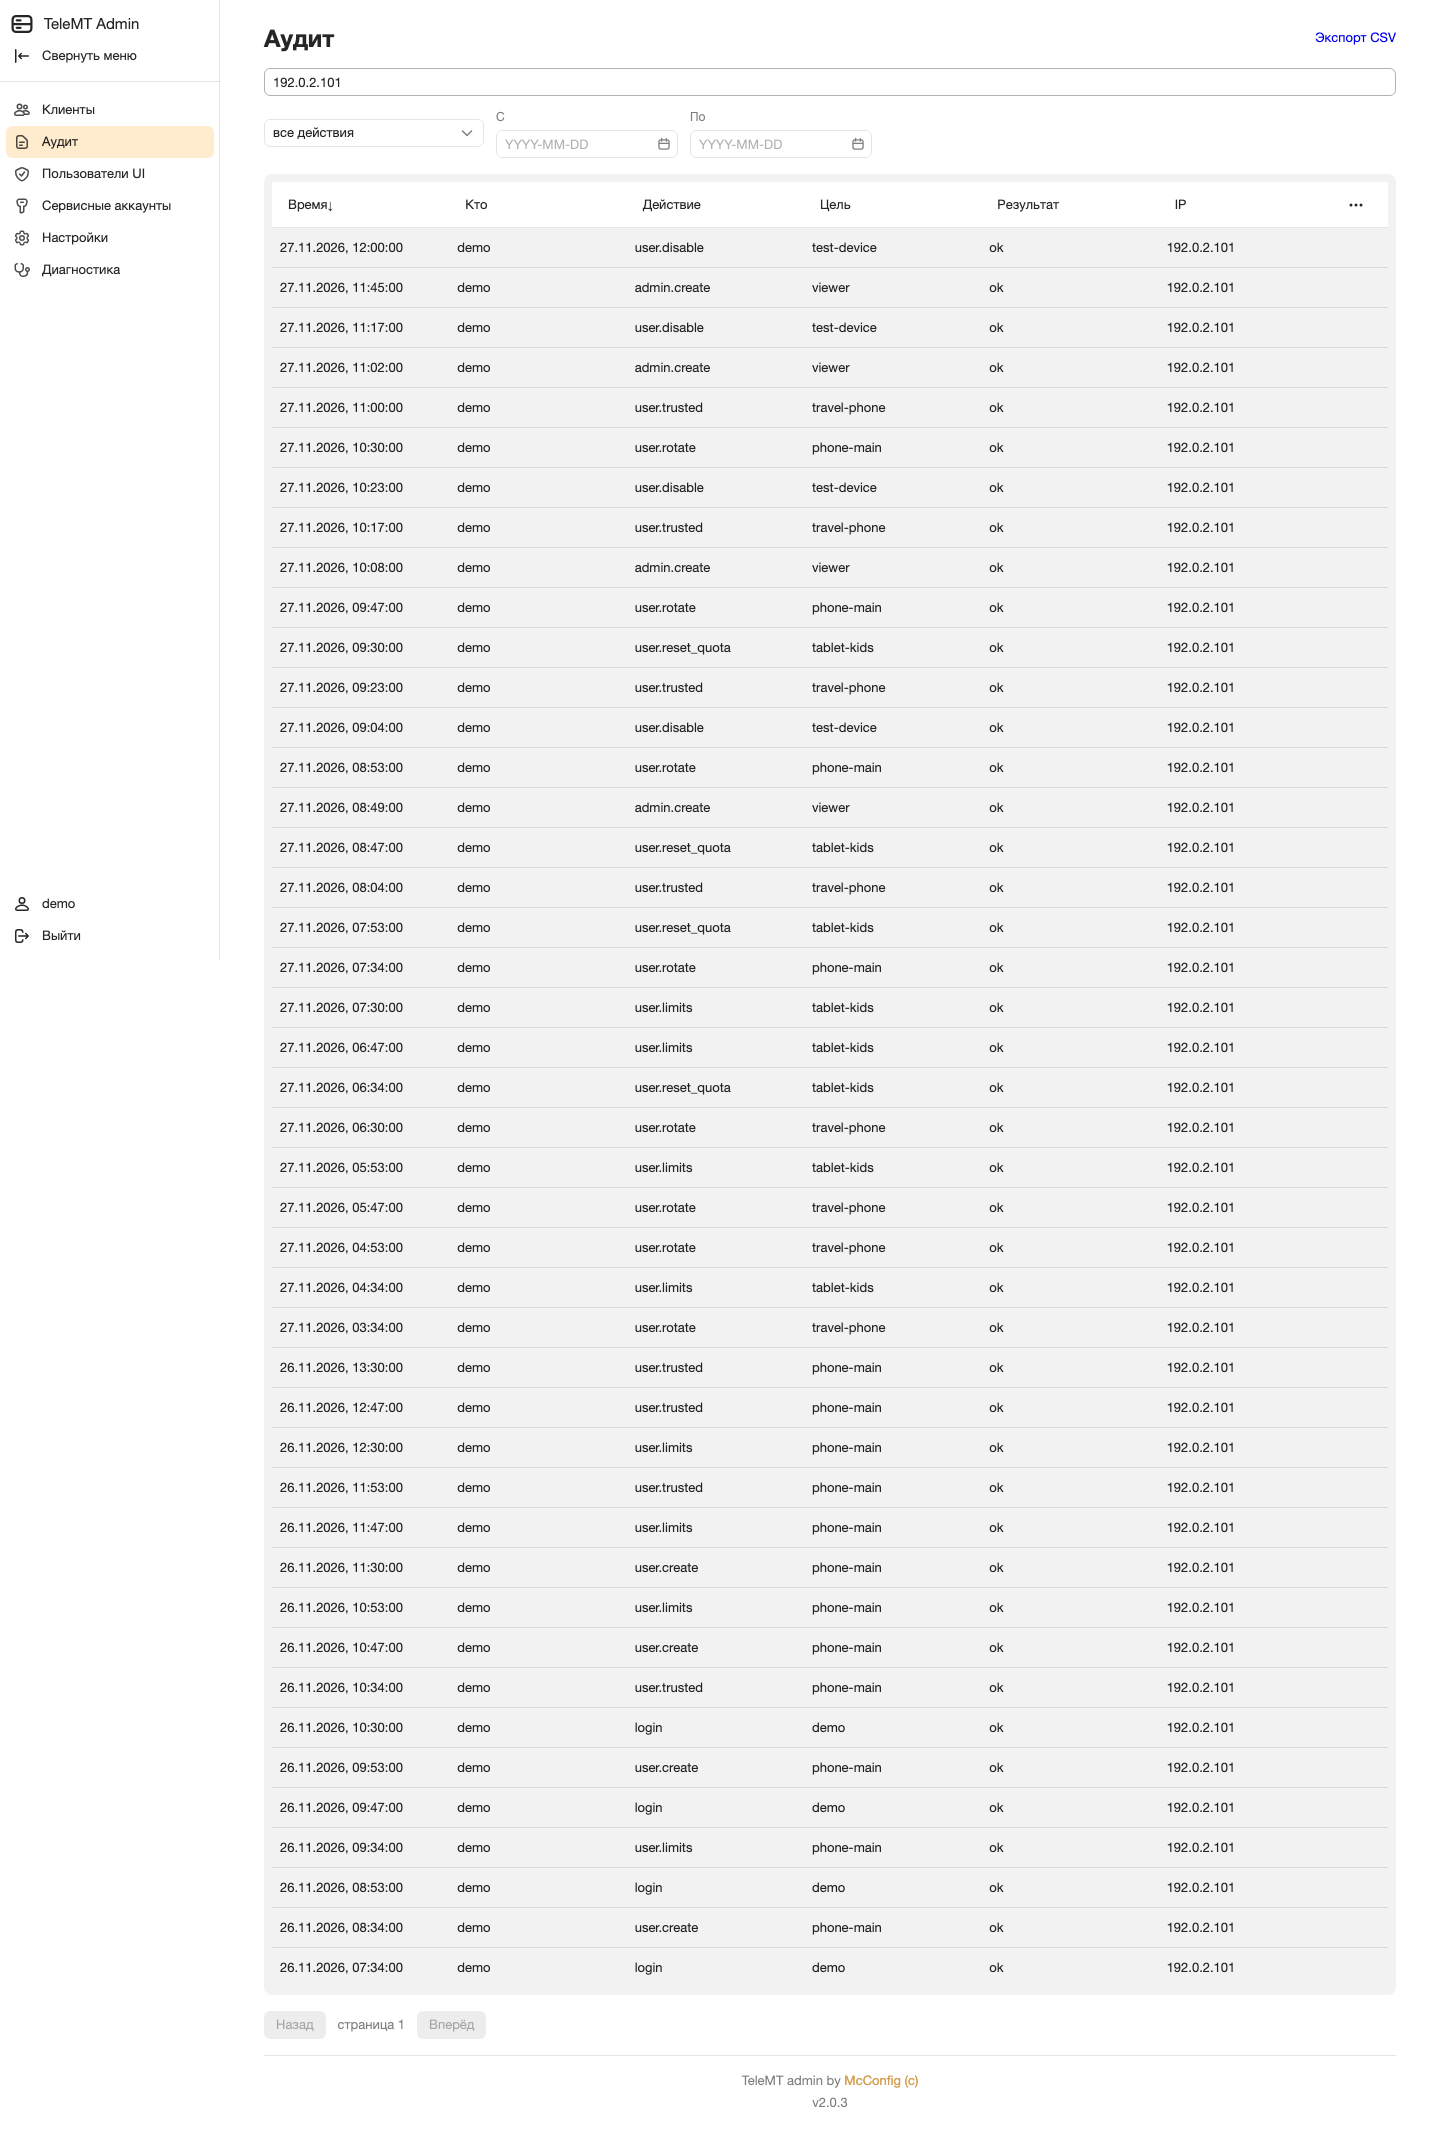 TeleMT Admin
Свернуть меню
Клиенты
Аудит
Пользователи UI
Сервисные аккаунты
Настройки
Диагностика
demo
Выйти
Аудит
Экспорт CSV
192.0.2.101
все действия
С
YYYY-MM-DD
По
YYYY-MM-DD
Время↓ Кто Действие Цель Результат IP
27.11.2026, 12:00:00 demo user.disable test-device ok 192.0.2.101
27.11.2026, 11:45:00 demo admin.create viewer ok 192.0.2.101
27.11.2026, 11:17:00 demo user.disable test-device ok 192.0.2.101
27.11.2026, 11:02:00 demo admin.create viewer ok 192.0.2.101
27.11.2026, 11:00:00 demo user.trusted travel-phone ok 192.0.2.101
27.11.2026, 10:30:00 demo user.rotate phone-main ok 192.0.2.101
27.11.2026, 10:23:00 demo user.disable test-device ok 192.0.2.101
27.11.2026, 10:17:00 demo user.trusted travel-phone ok 192.0.2.101
27.11.2026, 10:08:00 demo admin.create viewer ok 192.0.2.101
27.11.2026, 09:47:00 demo user.rotate phone-main ok 192.0.2.101
27.11.2026, 09:30:00 demo user.reset_quota tablet-kids ok 192.0.2.101
27.11.2026, 09:23:00 demo user.trusted travel-phone ok 192.0.2.101
27.11.2026, 09:04:00 demo user.disable test-device ok 192.0.2.101
27.11.2026, 08:53:00 demo user.rotate phone-main ok 192.0.2.101
27.11.2026, 08:49:00 demo admin.create viewer ok 192.0.2.101
27.11.2026, 08:47:00 demo user.reset_quota tablet-kids ok 192.0.2.101
27.11.2026, 08:04:00 demo user.trusted travel-phone ok 192.0.2.101
27.11.2026, 07:53:00 demo user.reset_quota tablet-kids ok 192.0.2.101
27.11.2026, 07:34:00 demo user.rotate phone-main ok 192.0.2.101
27.11.2026, 07:30:00 demo user.limits tablet-kids ok 192.0.2.101
27.11.2026, 06:47:00 demo user.limits tablet-kids ok 192.0.2.101
27.11.2026, 06:34:00 demo user.reset_quota tablet-kids ok 192.0.2.101
27.11.2026, 06:30:00 demo user.rotate travel-phone ok 192.0.2.101
27.11.2026, 05:53:00 demo user.limits tablet-kids ok 192.0.2.101
27.11.2026, 05:47:00 demo user.rotate travel-phone ok 192.0.2.101
27.11.2026, 04:53:00 demo user.rotate travel-phone ok 192.0.2.101
27.11.2026, 04:34:00 demo user.limits tablet-kids ok 192.0.2.101
27.11.2026, 03:34:00 demo user.rotate travel-phone ok 192.0.2.101
26.11.2026, 13:30:00 demo user.trusted phone-main ok 192.0.2.101
26.11.2026, 12:47:00 demo user.trusted phone-main ok 192.0.2.101
26.11.2026, 12:30:00 demo user.limits phone-main ok 192.0.2.101
26.11.2026, 11:53:00 demo user.trusted phone-main ok 192.0.2.101
26.11.2026, 11:47:00 demo user.limits phone-main ok 192.0.2.101
26.11.2026, 11:30:00 demo user.create phone-main ok 192.0.2.101
26.11.2026, 10:53:00 demo user.limits phone-main ok 192.0.2.101
26.11.2026, 10:47:00 demo user.create phone-main ok 192.0.2.101
26.11.2026, 10:34:00 demo user.trusted phone-main ok 192.0.2.101
26.11.2026, 10:30:00 demo login demo ok 192.0.2.101
26.11.2026, 09:53:00 demo user.create phone-main ok 192.0.2.101
26.11.2026, 09:47:00 demo login demo ok 192.0.2.101
26.11.2026, 09:34:00 demo user.limits phone-main ok 192.0.2.101
26.11.2026, 08:53:00 demo login demo ok 192.0.2.101
26.11.2026, 08:34:00 demo user.create phone-main ok 192.0.2.101
26.11.2026, 07:34:00 demo login demo ok 192.0.2.101
Назад страница 1 Вперёд
TeleMT admin by McConfig (c)
v2.0.3